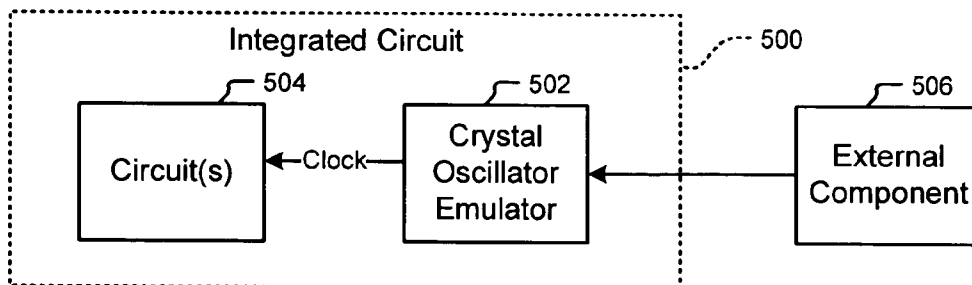 Integrated Circuit
500
504
502
506
Circuit(s)
Clock
Crystal
Oscillator
Emulator
External
Component